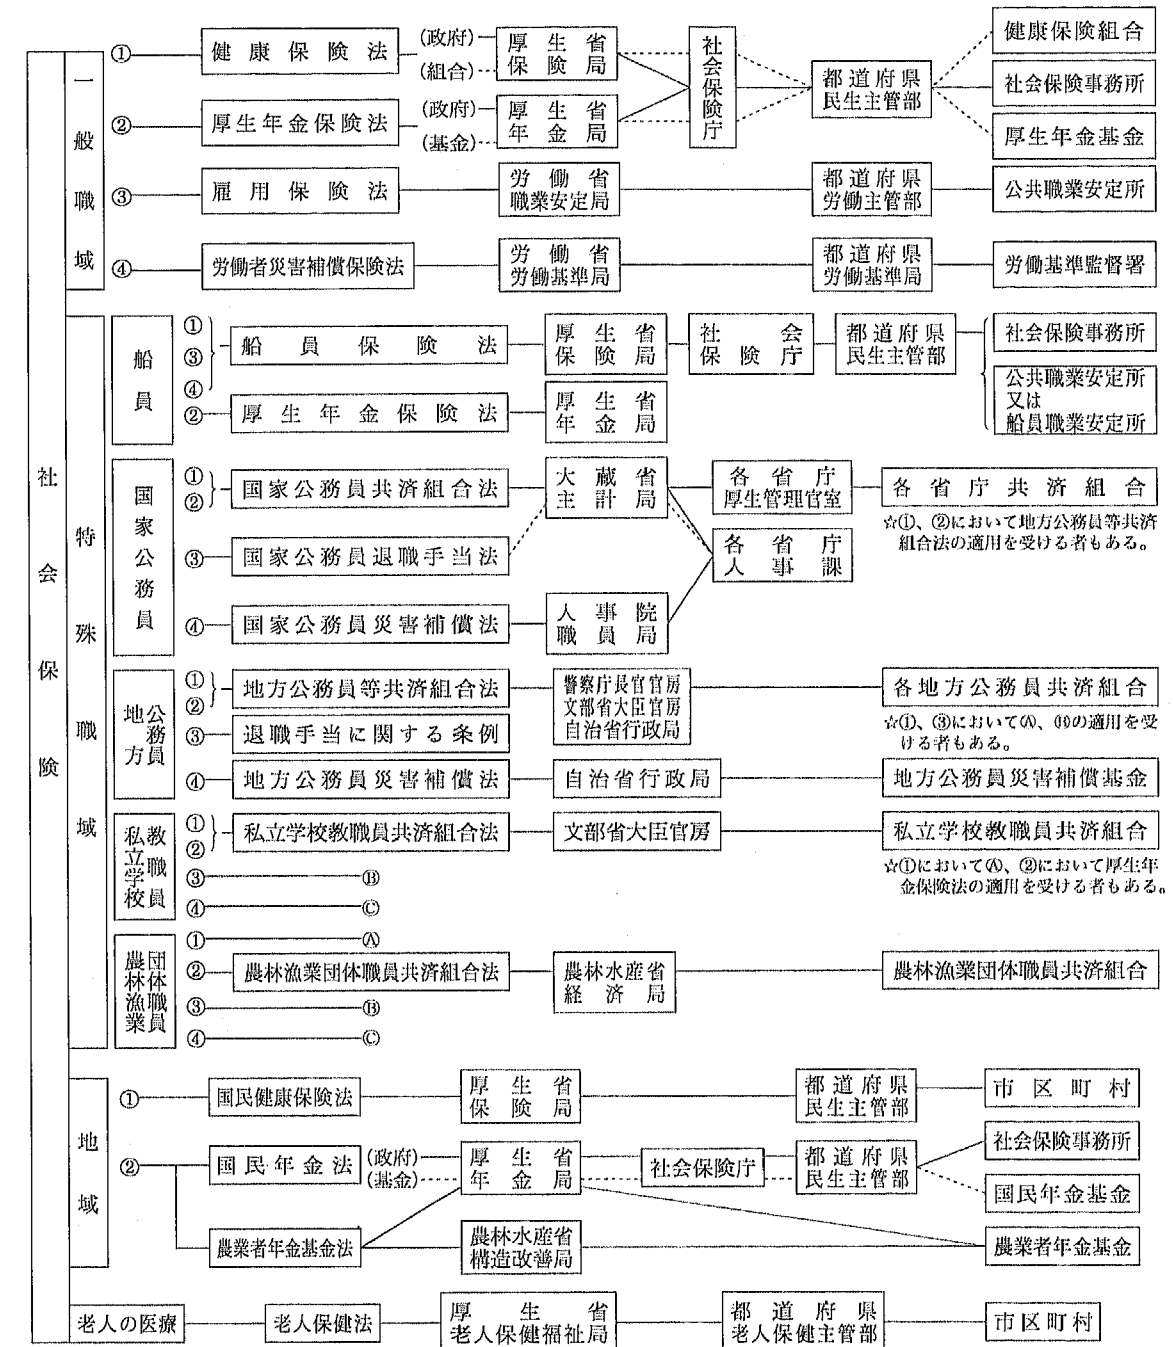 社会保険
一般職域
①
健康保険法
(政府)
(組合)
厚生省
保険局
社会保険庁
都道府県
民生主管部
健康保険組合
社会保険事務所
厚生年金基金
②
厚生年金保険法
(政府)
(基金)
厚生省
年金局
③
雇用保険法
労働省
職業安定局
都道府県
労働主管部
公共職業安定所
④
労働者災害補償保険法
労働省
労働基準局
都道府県
労働基準局
労働基準監督署
特殊職域
船員
①
③
④
船員保険法
厚生省
保険局
社会
保険庁
都道府県
民生主管部
社会保険事務所
公共職業安定所
又は
船員職業安定所
②
厚生年金保険法
厚生省
年金局
国家公務員
①
②
国家公務員共済組合法
大蔵省
主計局
各省庁
厚生管理官室
各省庁共済組合
☆①、②において地方公務員等共済
組合法の適用を受ける者もある。
③
国家公務員退職手当法
各省庁
人事課
④
国家公務員災害補償法
人事院
職員局
地方
公務員
①
②
地方公務員等共済組合法
警察庁長官官房
文部省大臣官房
自治省行政局
各地方公務員共済組合
☆①、③においてⒶ、Ⓑの適用を受
ける者もある。
③
退職手当に関する条例
④
地方公務員災害補償法
自治省行政局
地方公務員災害補償基金
私立学校
教職員
①
②
私立学校教職員共済組合法
文部省大臣官房
私立学校教職員共済組合
☆①においてⒶ、②において厚生年
金保険法の適用を受ける者もある。
③
Ⓑ
④
Ⓒ
農林漁業
団体職員
①
Ⓐ
②
農林漁業団体職員共済組合法
農林水産省
経済局
農林漁業団体職員共済組合
③
Ⓑ
④
Ⓒ
地域
①
国民健康保険法
厚生省
保険局
都道府県
民生主管部
市区町村
②
国民年金法
(政府)
(基金)
厚生省
年金局
社会保険庁
都道府県
民生主管部
社会保険事務所
国民年金基金
農業者年金基金法
農林水産省
構造改善局
農業者年金基金
老人の医療
老人保健法
厚生省
老人保健福祉局
都道府県
老人保健主管部
市区町村